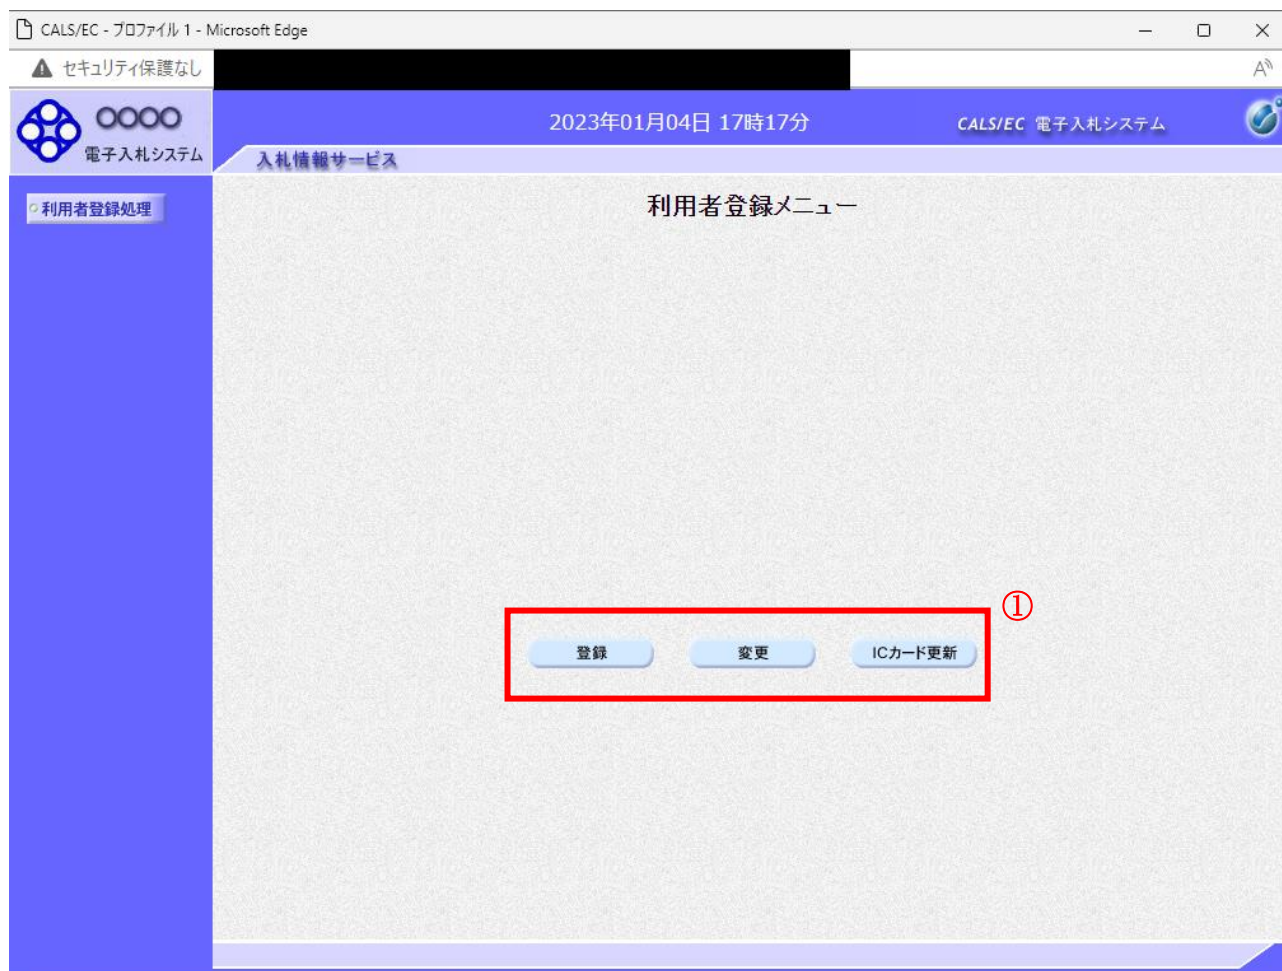 CALS/EC - プロファイル 1 - Microsoft Edge
セキュリティ保護なし
○○○○
電子入札システム
2023年01月04日 17時17分
CALS/EC 電子入札システム
入札情報サービス
利用者登録処理
利用者登録メニュー
①
登録
変更
ICカード更新